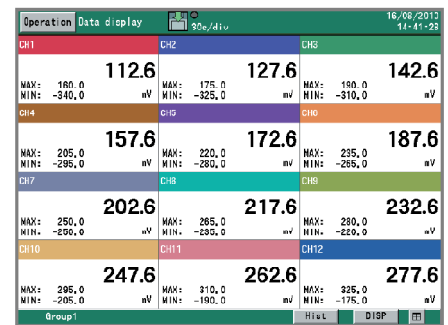 Operation Data display 30s/div 16/08/2010
14-41-29
CH1 CH2 CH3
112.6 127.6 142.6
MAX: 160.0 MAX: 175.0 MAX: 190.0
MIN: -340.0 mV MIN: -325.0 mV MIN: -310.0 mV
CH4 CH5 CH6
157.6 172.6 187.6
MAX: 205.0 MAX: 220.0 MAX: 235.0
MIN: -295.0 mV MIN: -280.0 mV MIN: -265.0 mV
CH7 CH8 CH9
202.6 217.6 232.6
MAX: 250.0 MAX: 265.0 MAX: 280.0
MIN: -250.0 mV MIN: -235.0 mV MIN: -220.0 mV
CH10 CH11 CH12
247.6 262.6 277.6
MAX: 295.0 MAX: 310.0 MAX: 325.0
MIN: -205.0 mV MIN: -190.0 mV MIN: -175.0 mV
Group1 Hist DISP